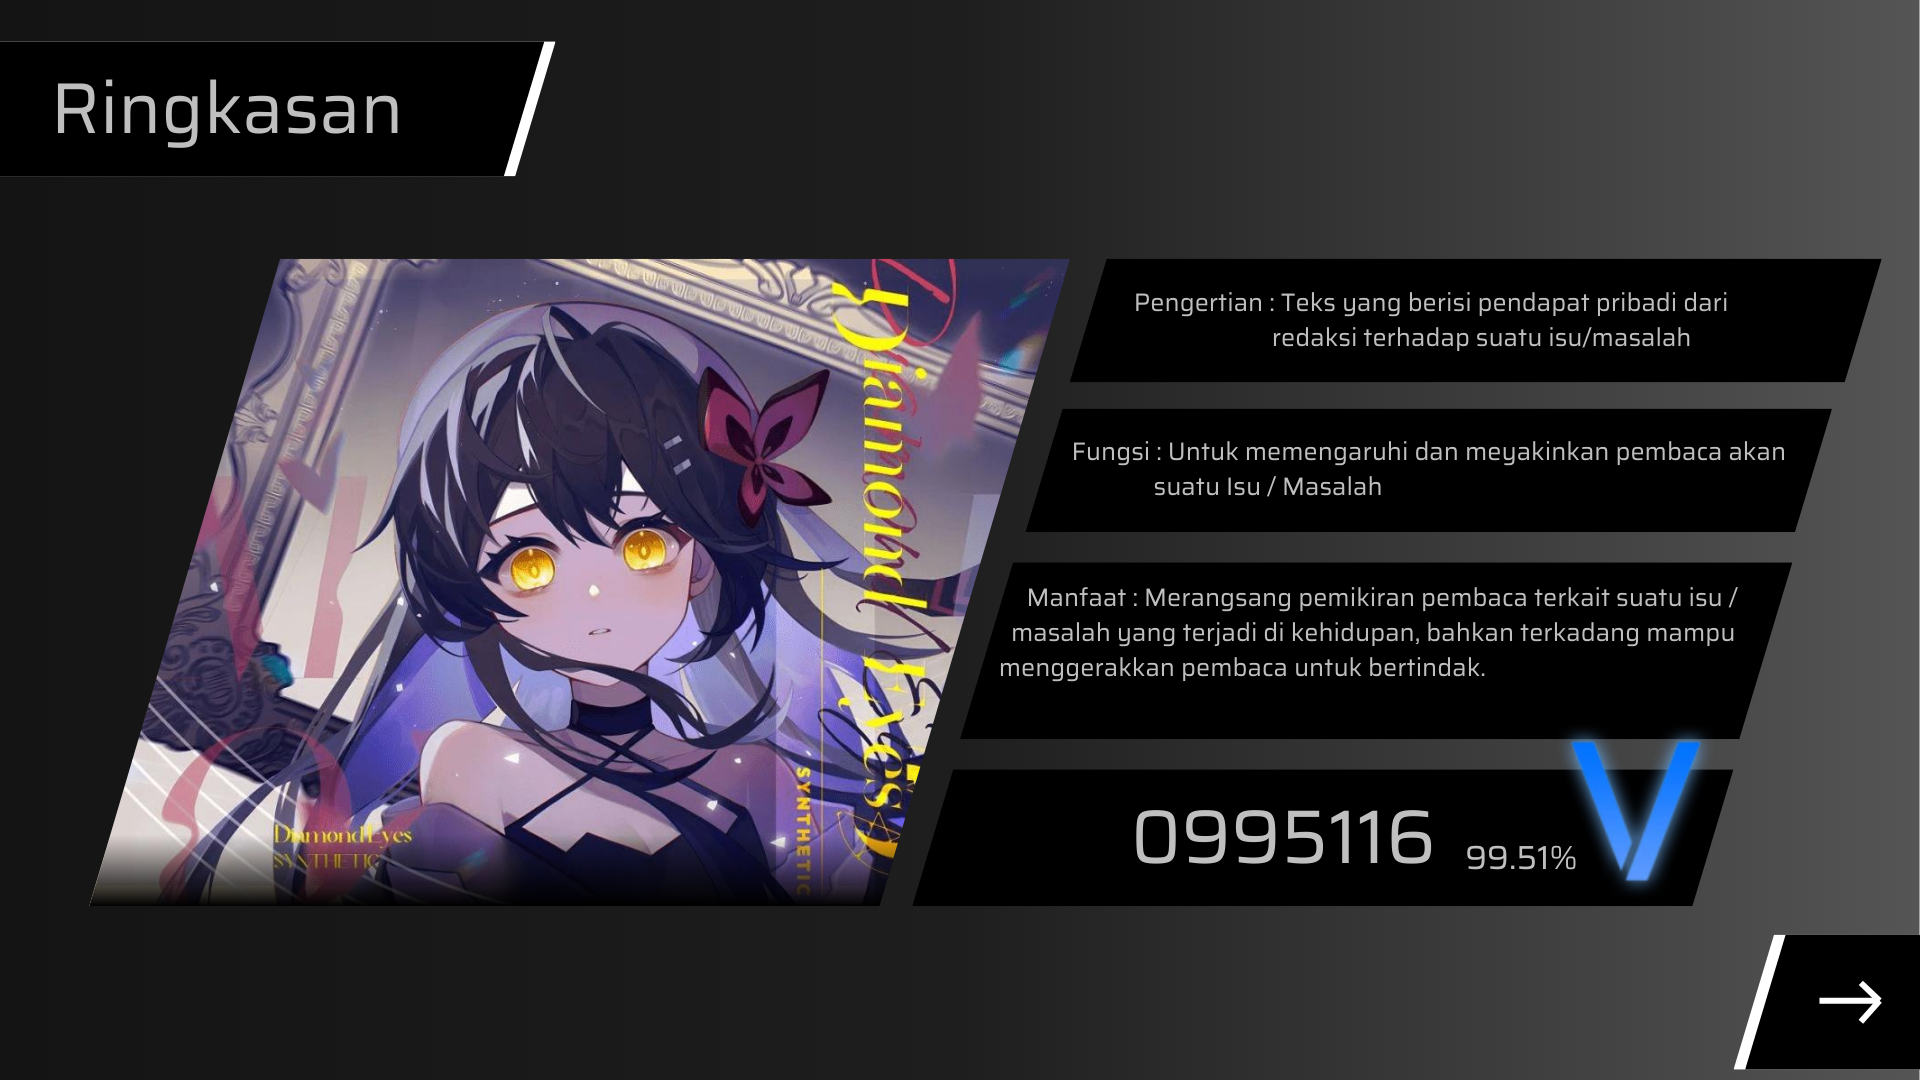 Ringkasan
Diamond Eyes
SYNTHETIC
DiamondEyes
SYNTHETIC
Pengertian : Teks yang berisi pendapat pribadi dari
redaksi terhadap suatu isu/masalah
Fungsi : Untuk memengaruhi dan meyakinkan pembaca akan
suatu Isu / Masalah
Manfaat : Merangsang pemikiran pembaca terkait suatu isu /
masalah yang terjadi di kehidupan, bahkan terkadang mampu
menggerakkan pembaca untuk bertindak.
0995116
99.51%
V